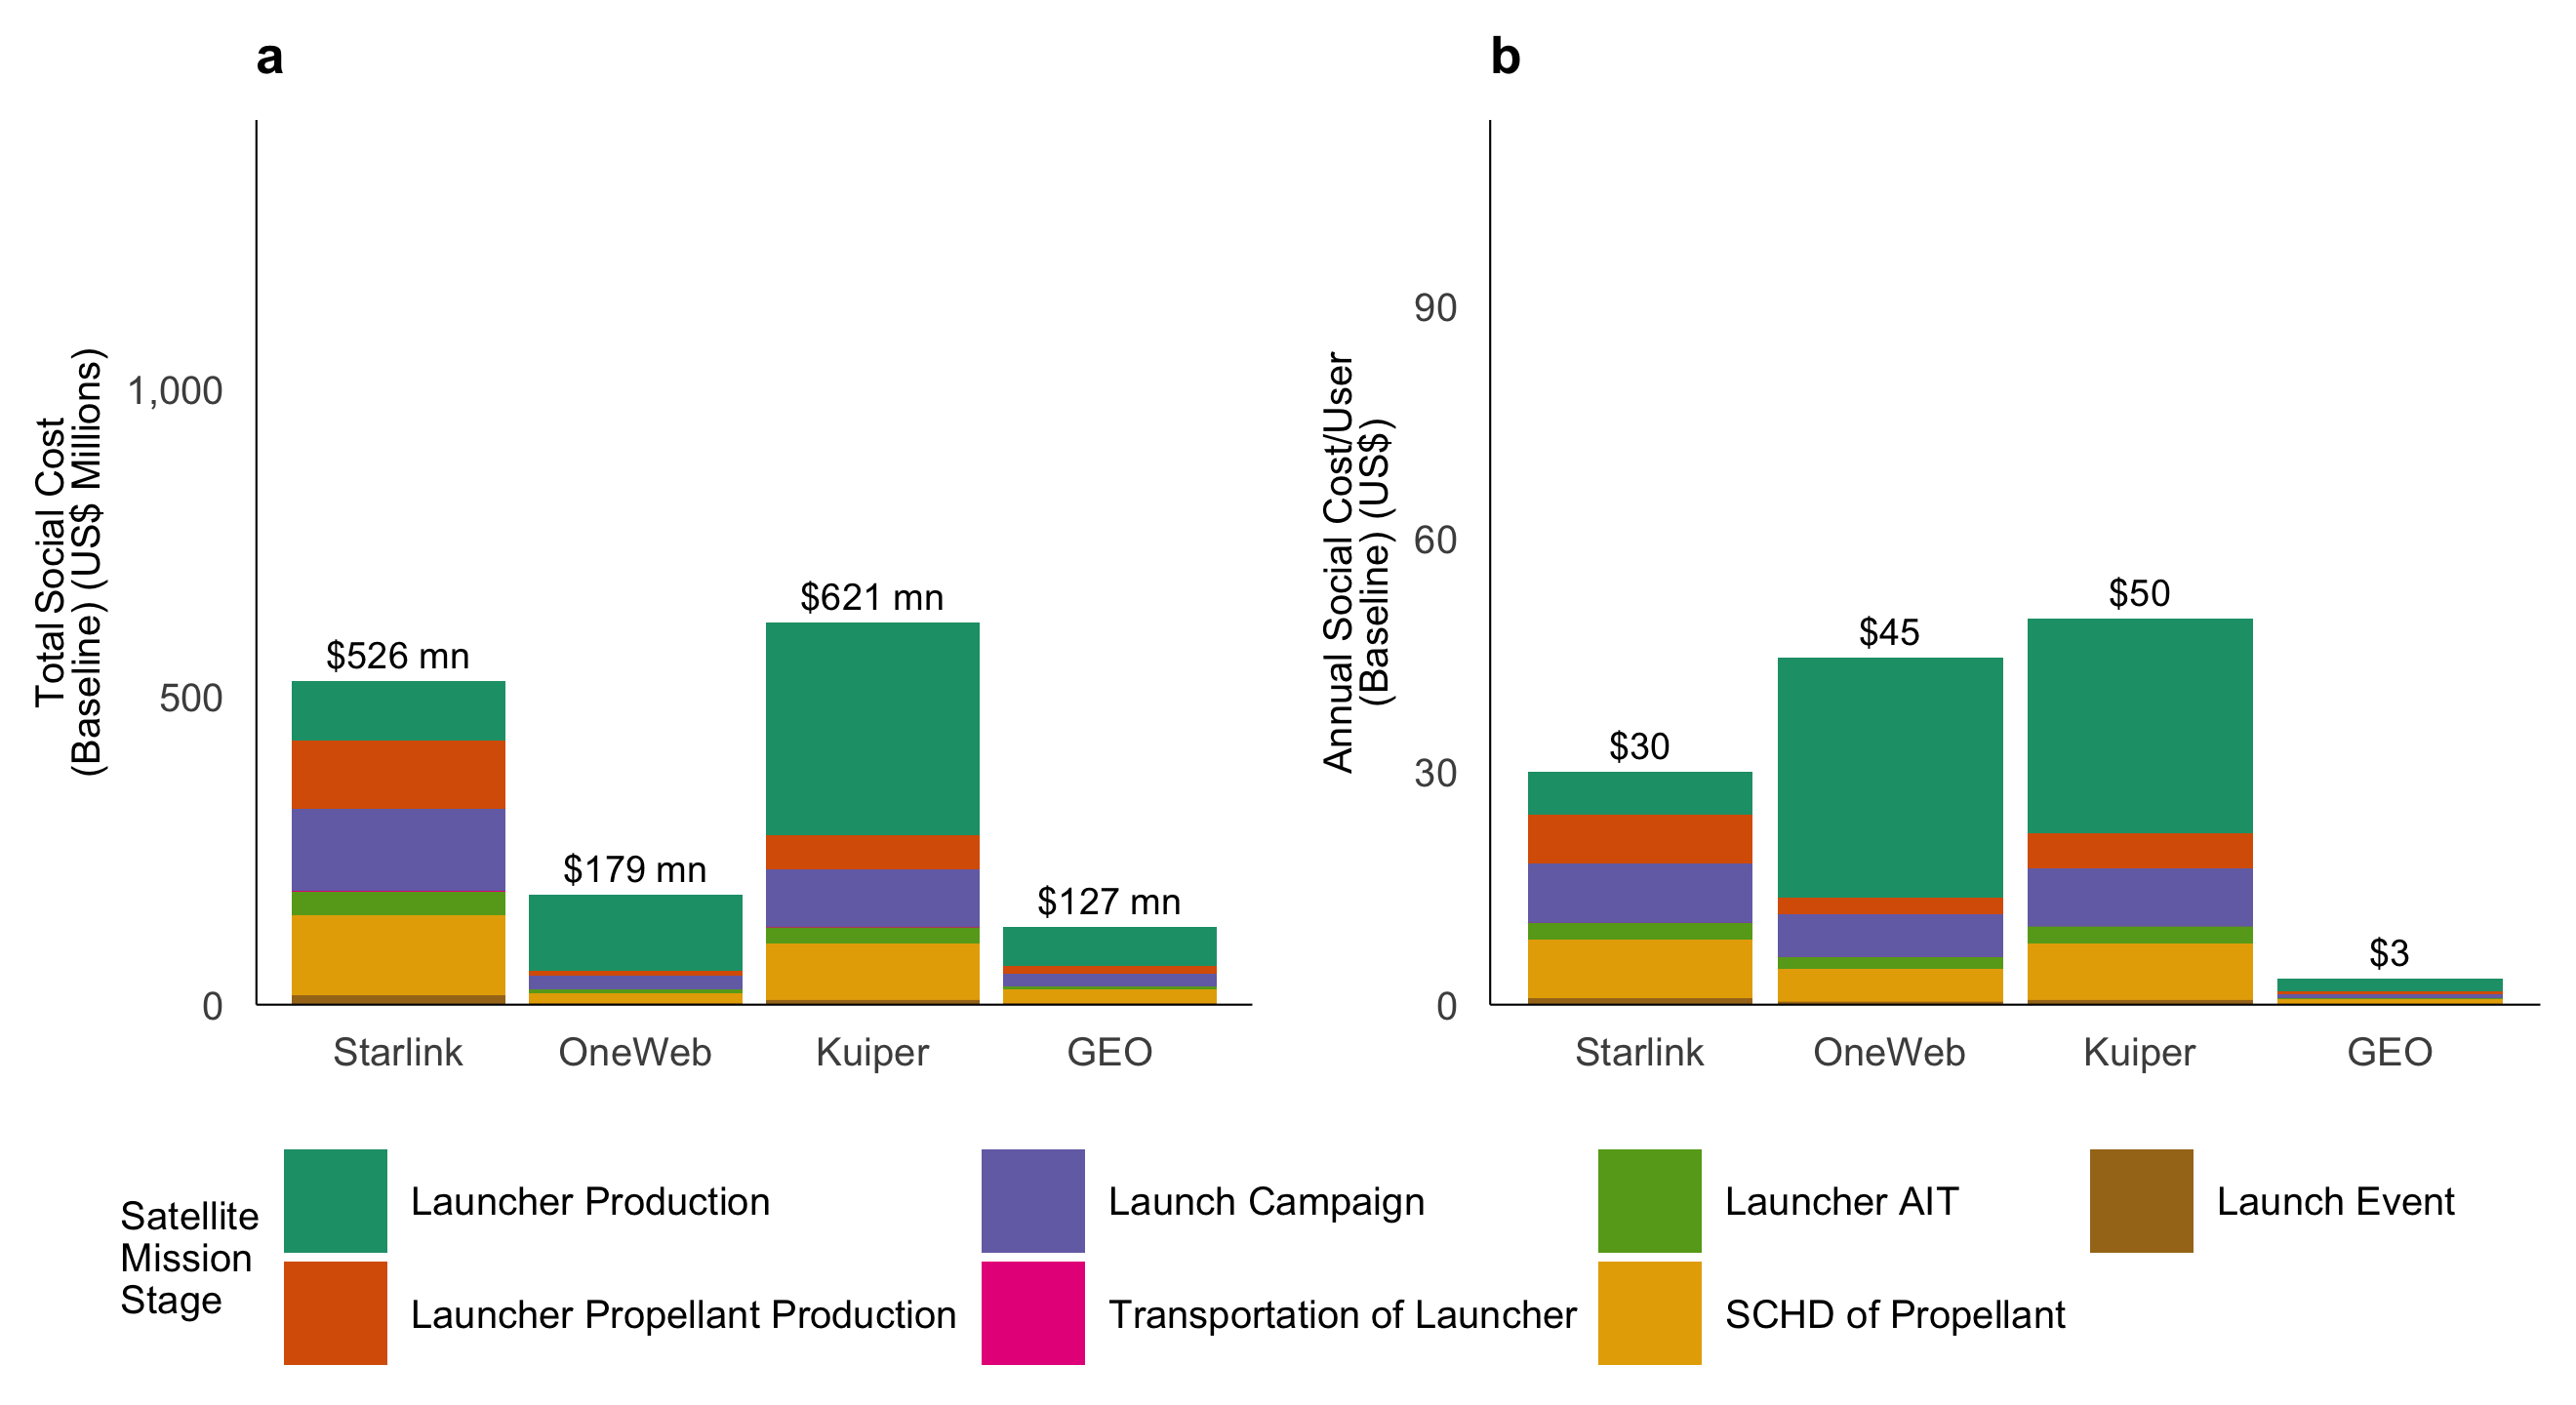 a
Total Social Cost
(Baseline) (US$ Millions)
1,000
500
0
$526 mn
$179 mn
$621 mn
$127 mn
Starlink
OneWeb
Kuiper
GEO
b
Annual Social Cost/User
(Baseline) (US$)
90
60
30
0
$30
$45
$50
$3
Starlink
OneWeb
Kuiper
GEO
Satellite
Mission
Stage
Launcher Production
Launch Campaign
Launcher AIT
Launch Event
Launcher Propellant Production
Transportation of Launcher
SCHD of Propellant